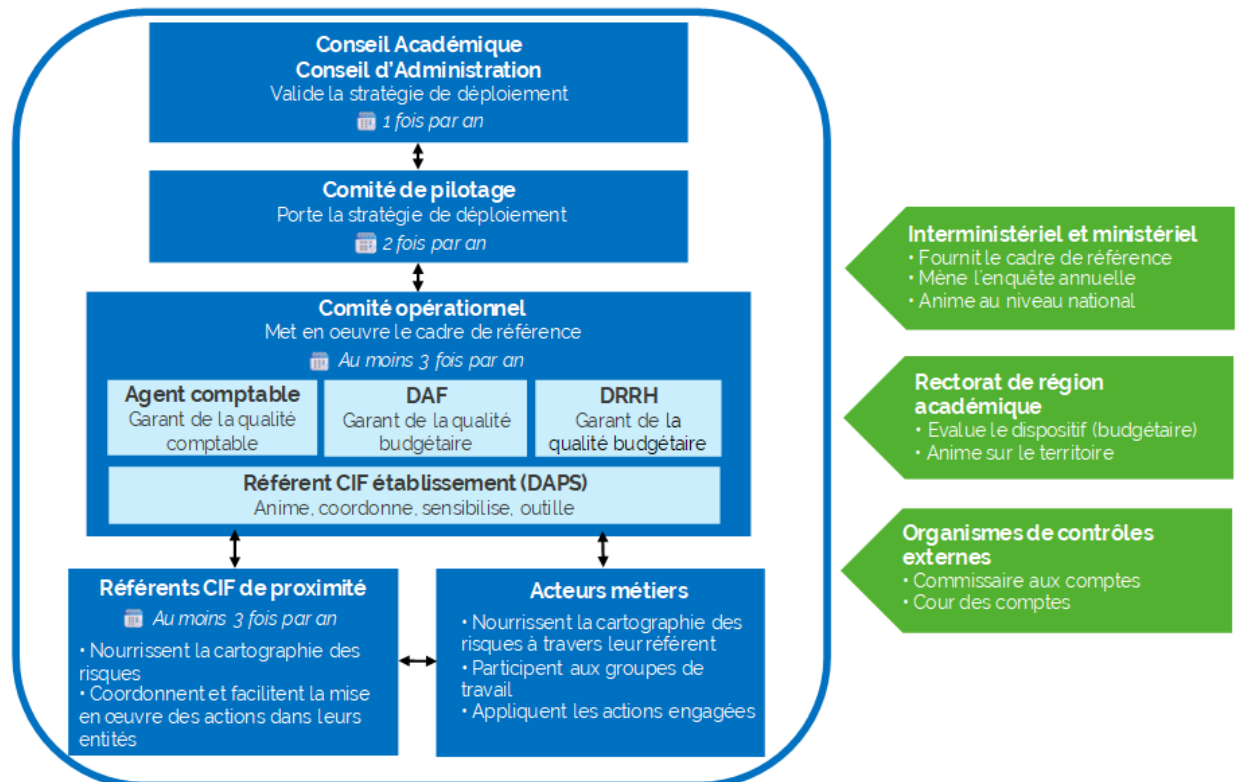 Conseil Académique
Conseil d'Administration
Valide la stratégie de déploiement
1 fois par an
Comité de pilotage
Porte la stratégie de déploiement
2 fois par an
Comité opérationnel
Met en oeuvre le cadre de référence
Au moins 3 fois par an
Agent comptable
Garant de la qualité
comptable
DAF
Garant de la qualité
budgétaire
DRRH
Garant de la
qualité budgétaire
Référent CIF établissement (DAPS)
Anime, coordonne, sensibilise, outille
Référents CIF de proximité
Au moins 3 fois par an
• Nourrissent la cartographie des
risques
• Coordonnent et facilitent la mise
en œuvre des actions dans leurs
entités
Acteurs métiers
• Nourrissent la cartographie des
risques à travers leur référent
• Participent aux groupes de
travail
• Appliquent les actions engagées
Interministériel et ministériel
• Fournit le cadre de référence
• Mène l'enquête annuelle
• Anime au niveau national
Rectorat de région
académique
• Evalue le dispositif (budgétaire)
• Anime sur le territoire
Organismes de contrôles
externes
• Commissaire aux comptes
• Cour des comptes